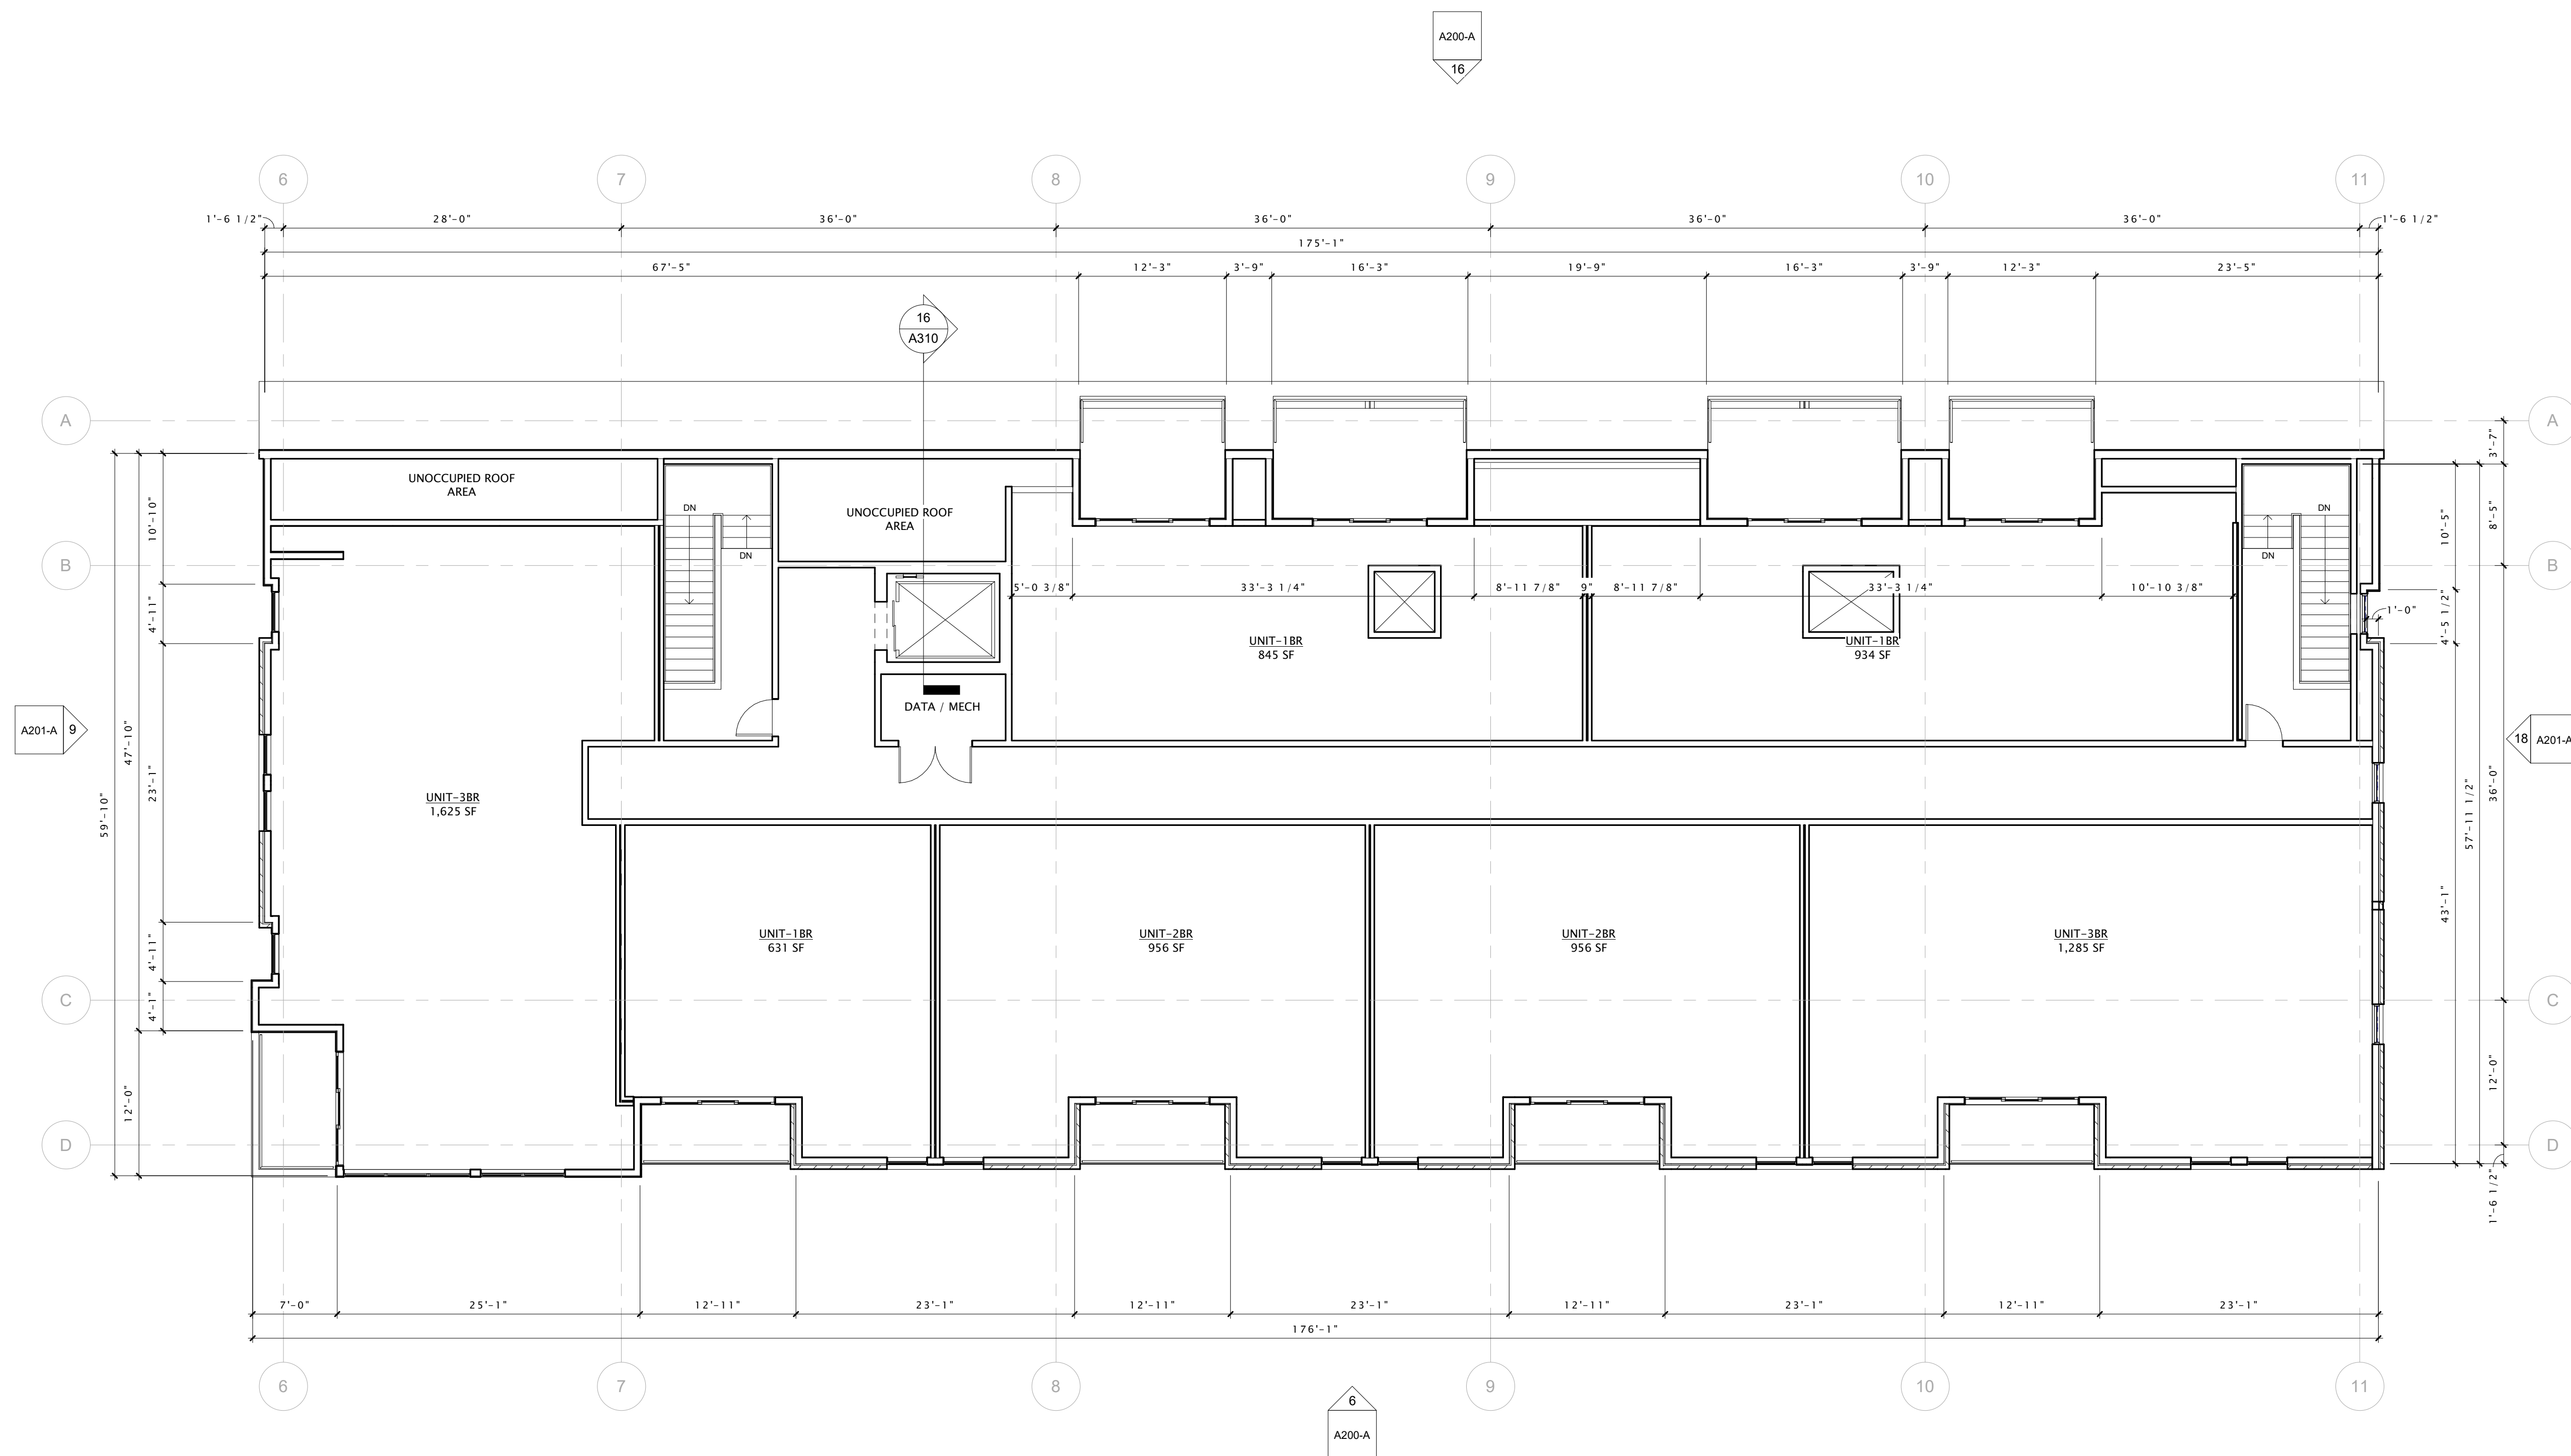 A200-A
16
6
7
8
9
10
11
1'-6 1/2"
28'-0"
36'-0"
36'-0"
36'-0"
36'-0"
1'-6 1/2"
175'-1"
67'-5"
12'-3"
3'-9"
16'-3"
19'-9"
16'-3"
3'-9"
12'-3"
23'-5"
16
A310
A
A
3'-7"
UNOCCUPIED ROOF
AREA
DN
DN
UNOCCUPIED ROOF
AREA
DN
DN
10'-10"
10'-5"
8'-5"
B
B
5'-0 3/8"
33'-3 1/4"
8'-11 7/8"
9"
8'-11 7/8"
33'-3 1/4"
10'-10 3/8"
4'-11"
4'-5 1/2"
1'-0"
UNIT-1BR
845 SF
UNIT-1BR
934 SF
DATA / MECH
A201-A
9
18
A201-A
47'-10"
59'-10"
23'-1"
36'-0"
57'-11 1/2"
43'-1"
UNIT-3BR
1,625 SF
UNIT-1BR
631 SF
UNIT-2BR
956 SF
UNIT-2BR
956 SF
UNIT-3BR
1,285 SF
4'-11"
4'-1"
C
C
12'-0"
12'-0"
D
D
1'-6 1/2"
7'-0"
25'-1"
12'-11"
23'-1"
12'-11"
23'-1"
12'-11"
23'-1"
12'-11"
23'-1"
176'-1"
6
7
8
9
10
11
6
A200-A